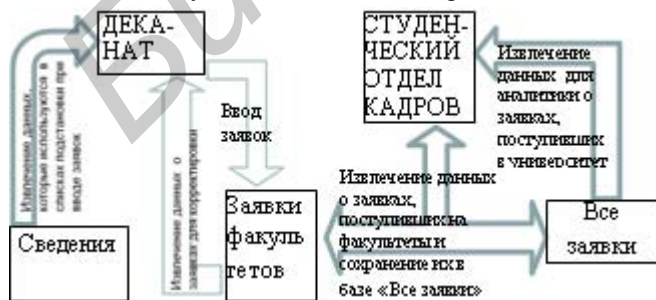 ДЕКА-
НАТ
СТУДЕН-
ЧЕСКИЙ
ОТДЕЛ
КАДРОВ
Извлечение
данных для
аналитики о
заявках,
поступивших
в университет
Извлечение данных,
которые используются в
списках подстановки при
вводе заявок
Извлечение данных о
заявках для корректировки
Ввод
заявок
Извлечение данных
о заявках,
поступивших на
факультеты и
сохранение их в
базе «Все заявки»
Сведения
Заявки
факуль
тетов
Все
заявки